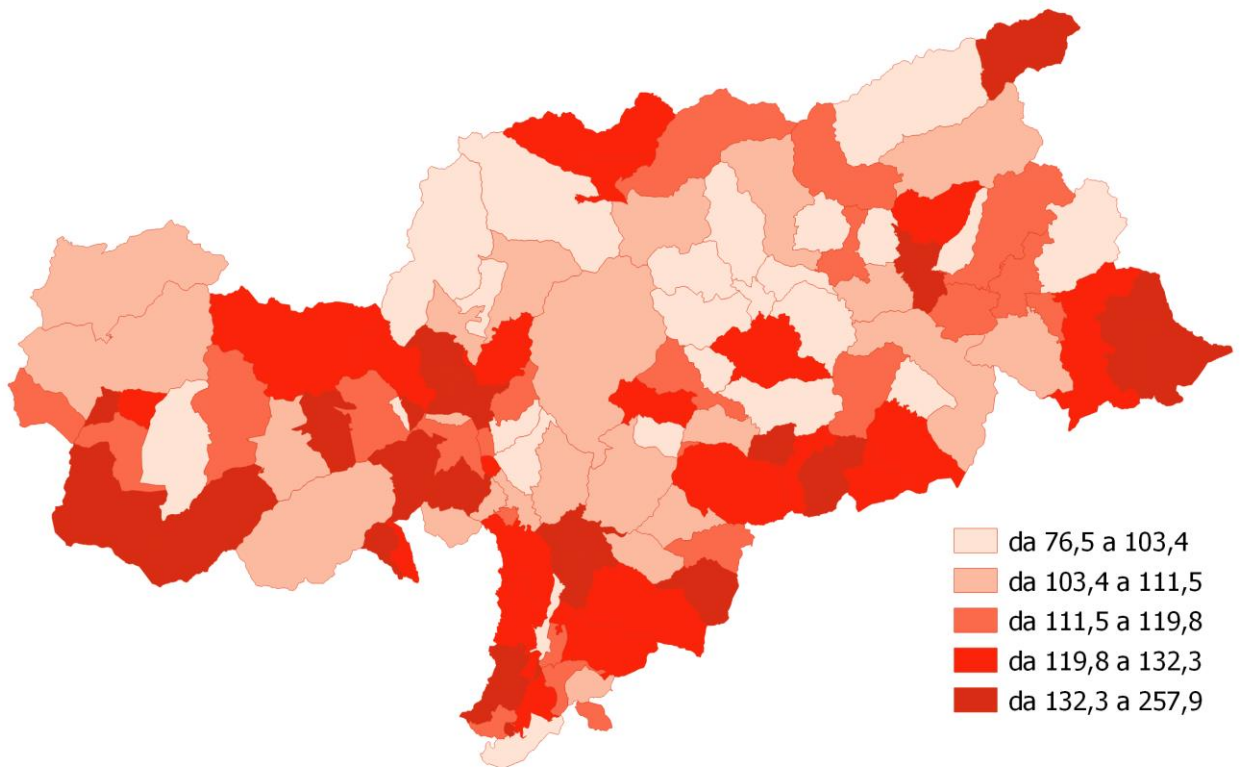 da 76,5 a 103,4
da 103,4 a 111,5
da 111,5 a 119,8
da 119,8 a 132,3
da 132,3 a 257,9